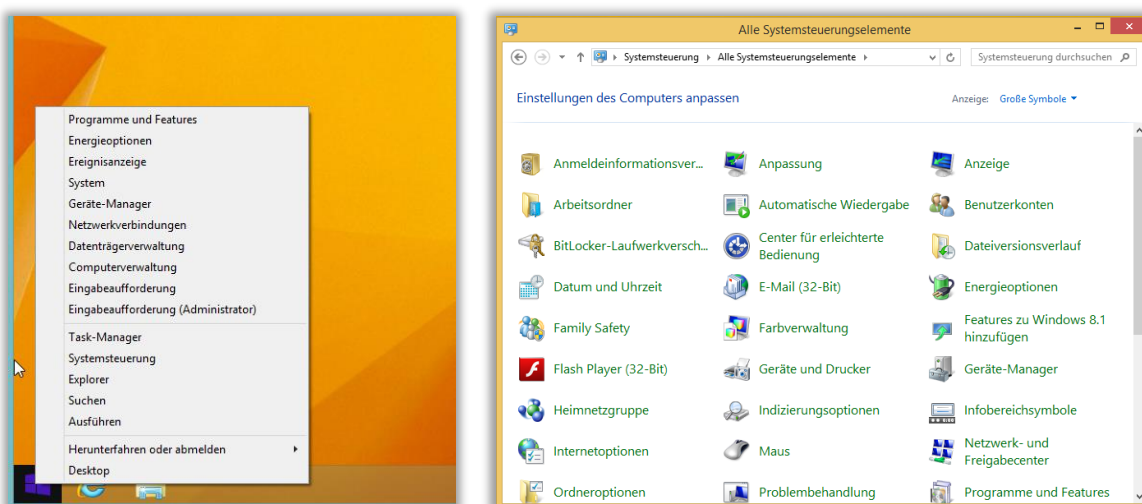 Programme und Features
Energieoptionen
Ereignisanzeige
System
Geräte-Manager
Netzwerkverbindungen
Datenträgerverwaltung
Computerverwaltung
Eingabeaufforderung
Eingabeaufforderung (Administrator)
Task-Manager
Systemsteuerung
Explorer
Suchen
Ausführen
Herunterfahren oder abmelden
Desktop
Alle Systemsteuerungselemente
Systemsteuerung Alle Systemsteuerungselemente Systemsteuerung durchsuchen
Einstellungen des Computers anpassen Anzeige: Große Symbole
Anmeldeinformationsver... Anpassung Anzeige
Arbeitsordner Automatische Wiedergabe Benutzerkonten
BitLocker-Laufwerkversch... Center für erleichterte
Bedienung Dateiversionsverlauf
Datum und Uhrzeit E-Mail (32-Bit) Energieoptionen
Family Safety Farbverwaltung Features zu Windows 8.1
hinzufügen
Flash Player (32-Bit) Geräte und Drucker Geräte-Manager
Heimnetzgruppe Indizierungsoptionen Infobereichsymbole
Internetoptionen Maus Netzwerk- und
Freigabecenter
Ordneroptionen Problembehandlung Programme und Features